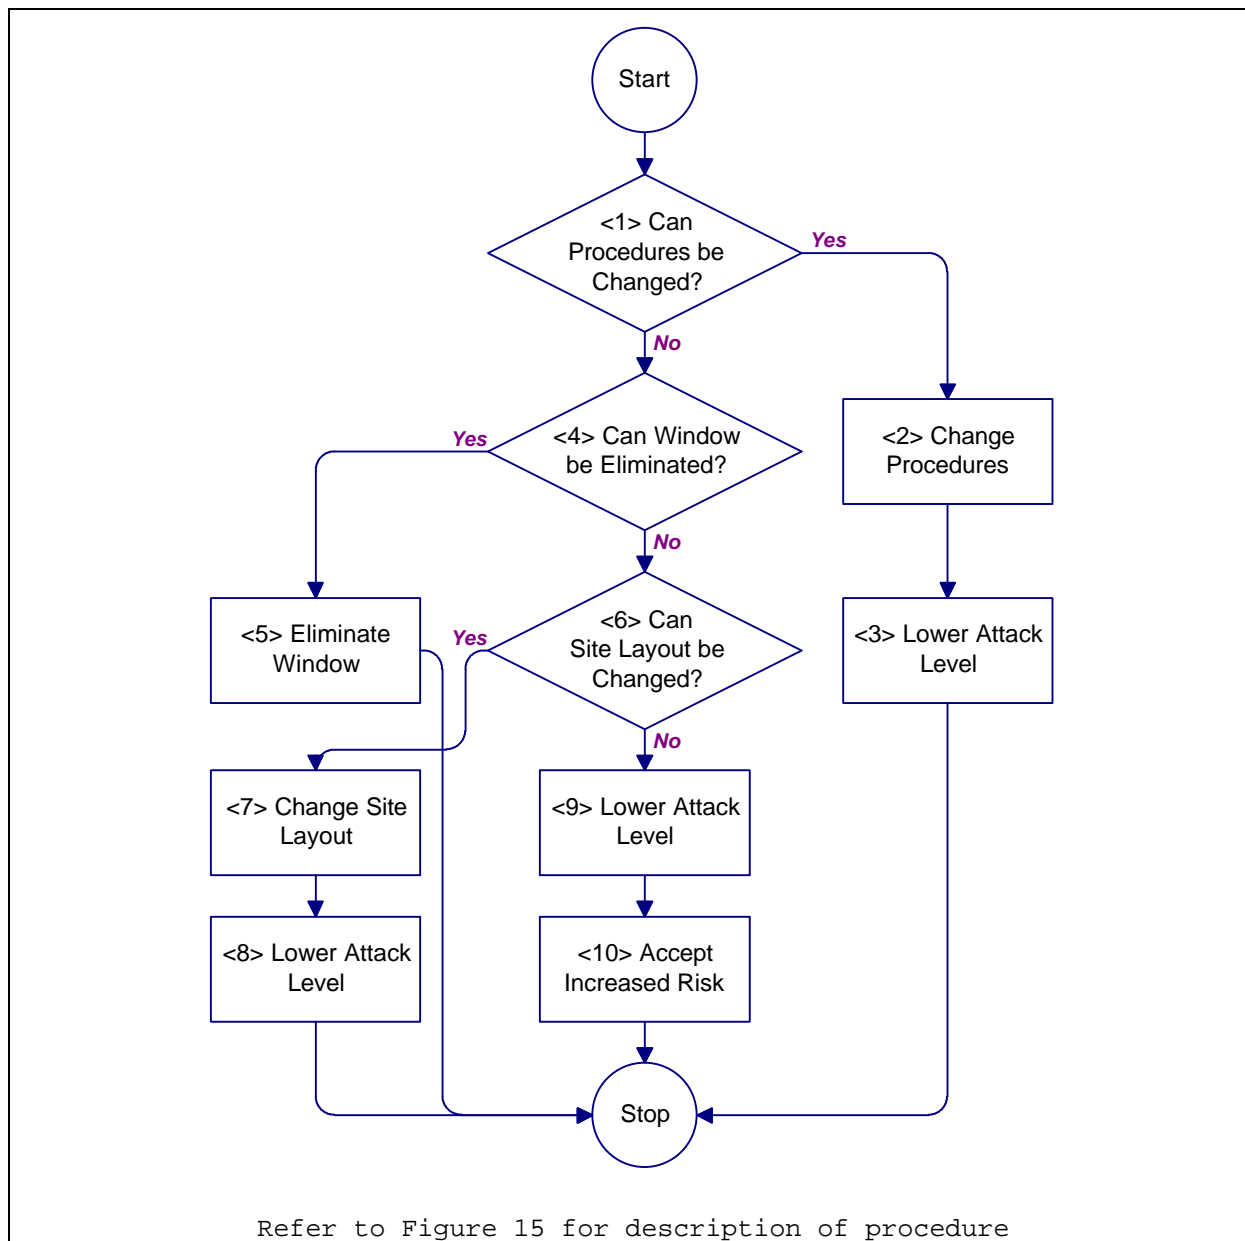 Start
<1> Can
Procedures be
Changed?
Yes
No
<4> Can Window
be Eliminated?
Yes
<2> Change
Procedures
No
<5> Eliminate
Window
<6> Can
Site Layout be
Changed?
Yes
<3> Lower Attack
Level
No
<7> Change Site
Layout
<9> Lower Attack
Level
<8> Lower Attack
Level
<10> Accept
Increased Risk
Stop
Refer to Figure 15 for description of procedure